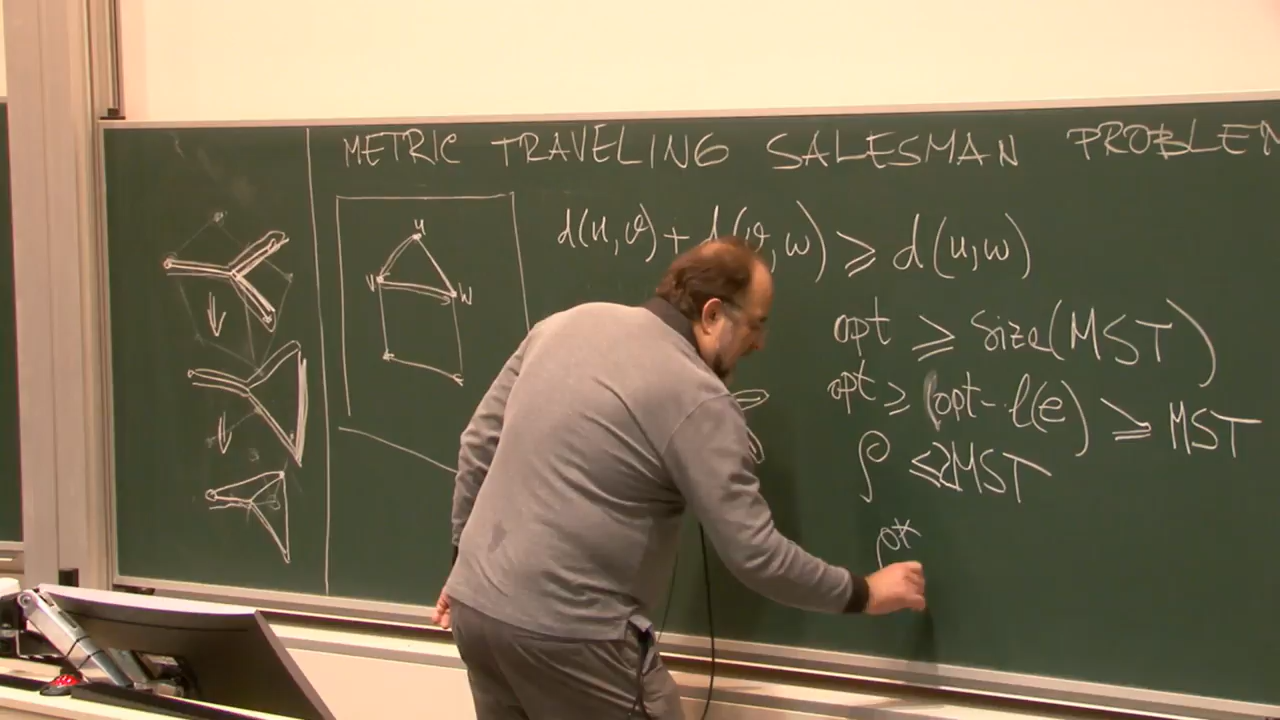 METRIC TRAVELING SALESMAN PROBLEM
u
v
w
d(u,v) + d(v,w) ≥ d(u,w)
opt ≥ size(MST)
opt ≥ (opt - l(e)) ≥ MST
ρ ≤ 2MST
ρ*